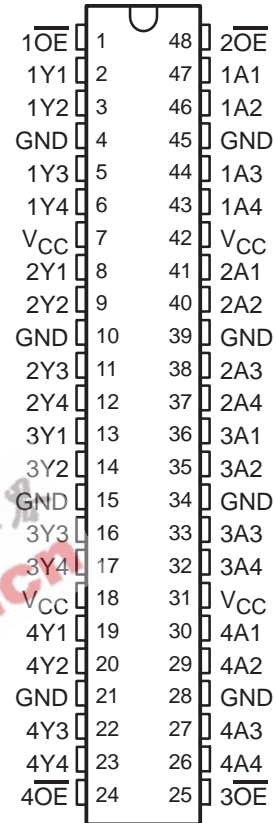 1O̅E̅ 1 48 2O̅E̅
1Y1 2 47 1A1
1Y2 3 46 1A2
GND 4 45 GND
1Y3 5 44 1A3
1Y4 6 43 1A4
VCC 7 42 VCC
2Y1 8 41 2A1
2Y2 9 40 2A2
GND 10 39 GND
2Y3 11 38 2A3
2Y4 12 37 2A4
3Y1 13 36 3A1
3Y2 14 35 3A2
GND 15 34 GND
3Y3 16 33 3A3
3Y4 17 32 3A4
VCC 18 31 VCC
4Y1 19 30 4A1
4Y2 20 29 4A2
GND 21 28 GND
4Y3 22 27 4A3
4Y4 23 26 4A4
4O̅E̅ 24 25 3O̅E̅